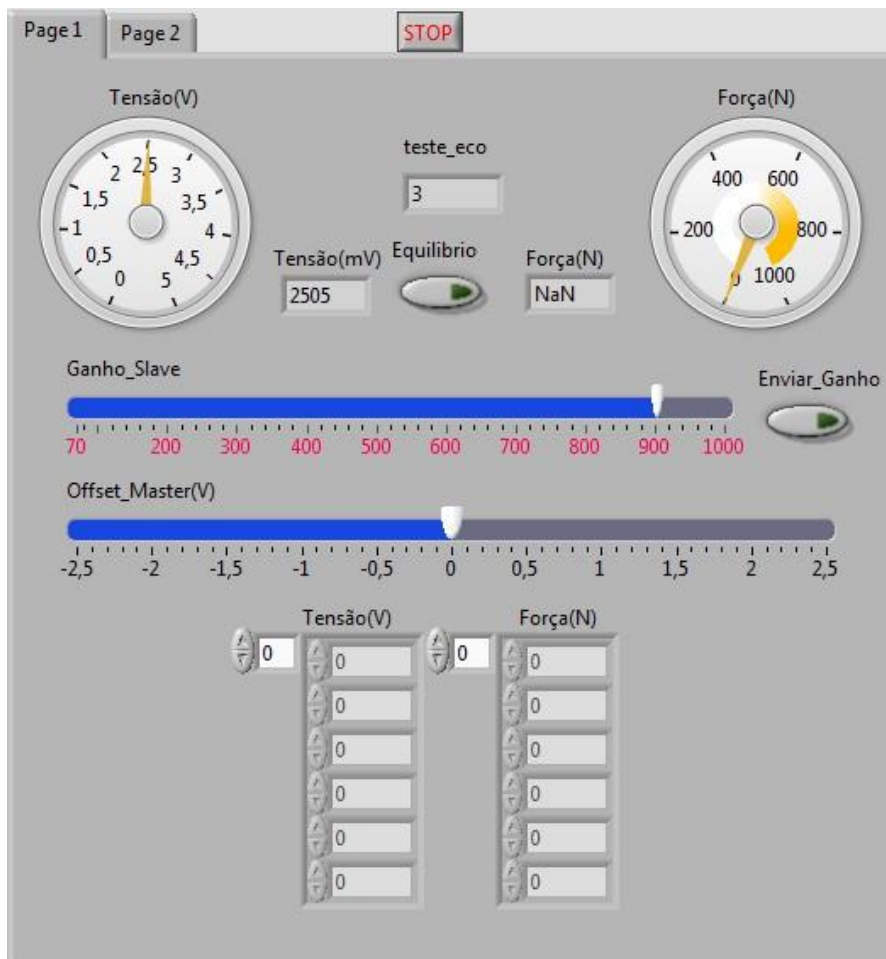 Page 1 Page 2 STOP
Tensão(V)
0 0,5 1 1,5 2 2,5 3 3,5 4 4,5 5
teste_eco
3
Tensão(mV)
2505
Equilibrio
Força(N)
NaN
Força(N)
0 200 400 600 800 1000
Ganho_Slave
70 200 300 400 500 600 700 800 900 1000
Enviar_Ganho
Offset_Master(V)
-2,5 -2 -1,5 -1 -0,5 0 0,5 1 1,5 2 2,5
Tensão(V) Força(N)
0 0 0 0
0 0
0 0
0 0
0 0
0 0